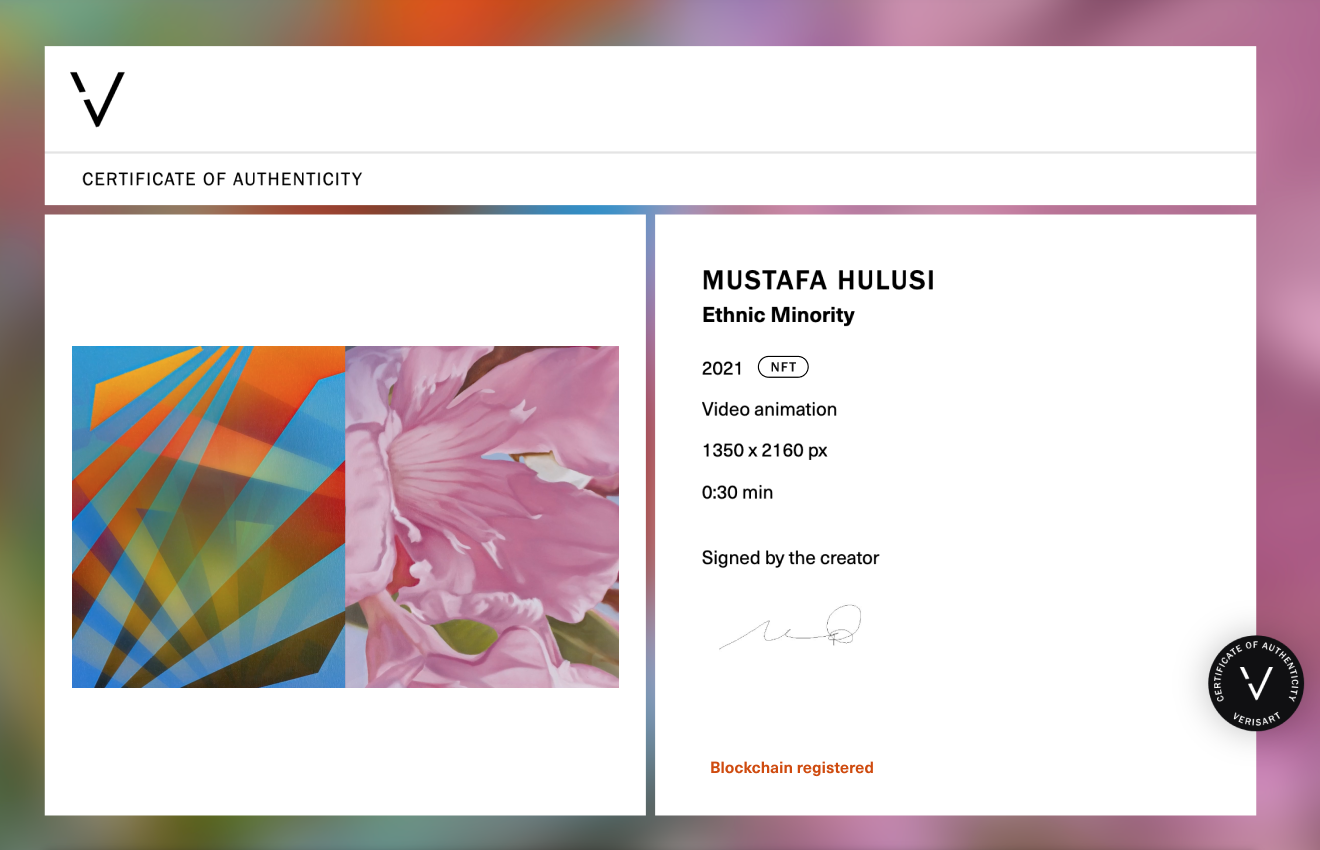 CERTIFICATE OF AUTHENTICITY
MUSTAFA HULUSI
Ethnic Minority
2021 NFT
Video animation
1350 x 2160 px
0:30 min
Signed by the creator
Blockchain registered
CERTIFICATE OF AUTHENTICITY
VERISART